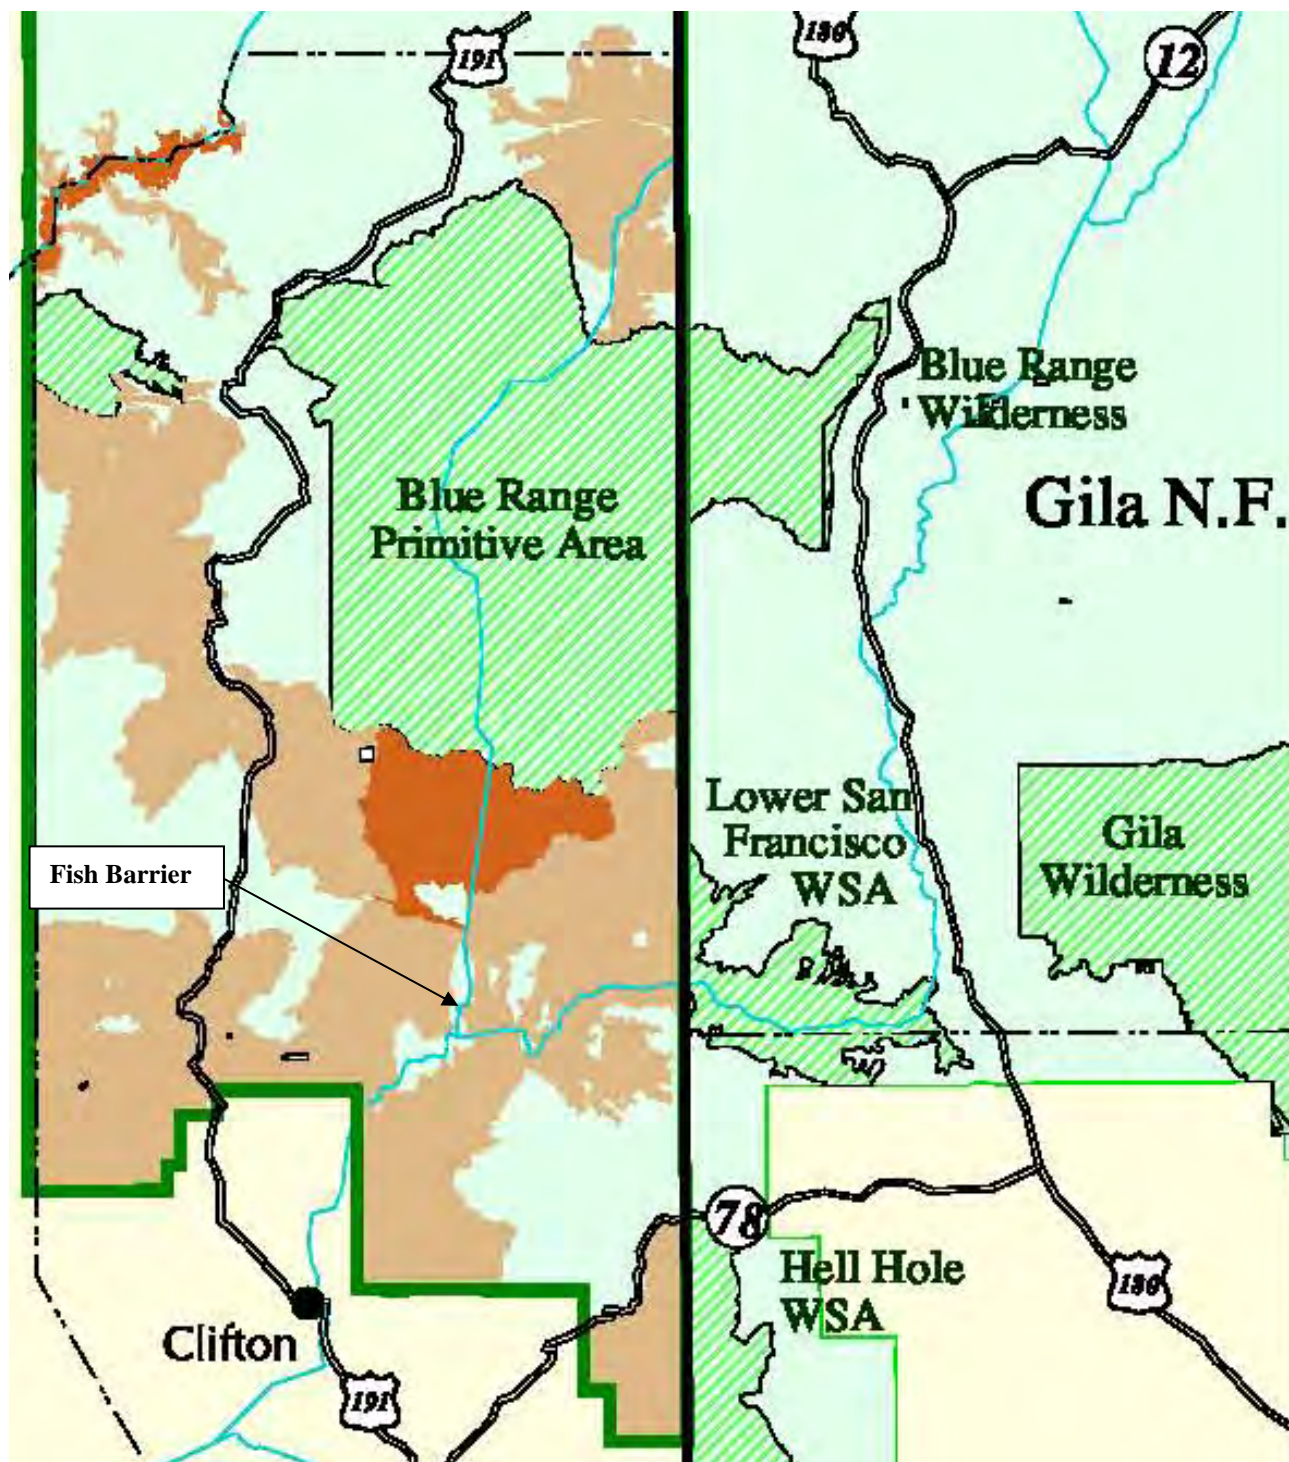 191
180
12
Blue Range
Wilderness
Blue Range
Primitive Area
Gila N.F.
Lower San
Francisco
WSA
Gila
Wilderness
Fish Barrier
78
Hell Hole
WSA
180
Clifton
191